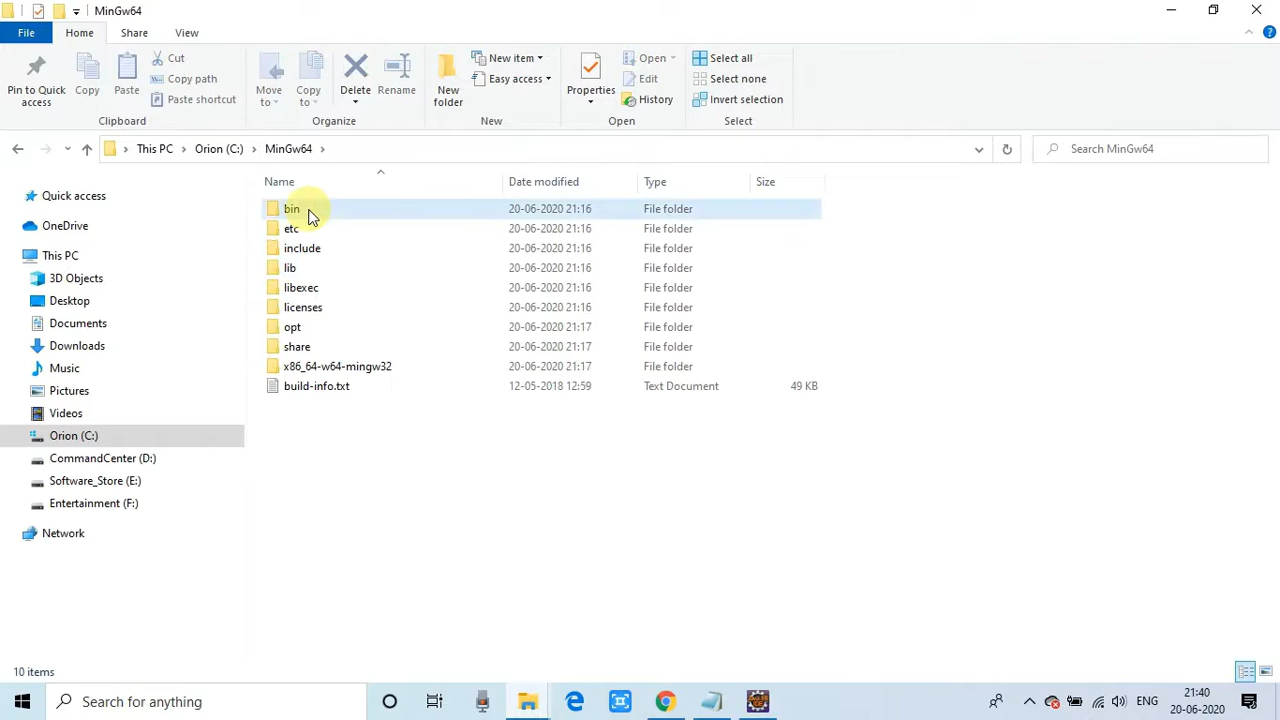 MinGw64
File
Home
Share
View
Pin to Quick access
Copy
Paste
Cut
Copy path
Paste shortcut
Clipboard
Move to
Copy to
Delete
Rename
Organize
New folder
New item
Easy access
New
Properties
Open
Edit
History
Open
Select all
Select none
Invert selection
Select
This PC
Orion (C:)
MinGw64
Search MinGw64
Name
Date modified
Type
Size
Quick access
OneDrive
This PC
3D Objects
Desktop
Documents
Downloads
Music
Pictures
Videos
Orion (C:)
CommandCenter (D:)
Software_Store (E:)
Entertainment (F:)
Network
bin 20-06-2020 21:16 File folder
etc 20-06-2020 21:16 File folder
include 20-06-2020 21:16 File folder
lib 20-06-2020 21:16 File folder
libexec 20-06-2020 21:16 File folder
licenses 20-06-2020 21:16 File folder
opt 20-06-2020 21:17 File folder
share 20-06-2020 21:17 File folder
x86_64-w64-mingw32 20-06-2020 21:17 File folder
build-info.txt 12-05-2018 12:59 Text Document 49 KB
10 items
Search for anything
ENG
21:40
20-06-2020